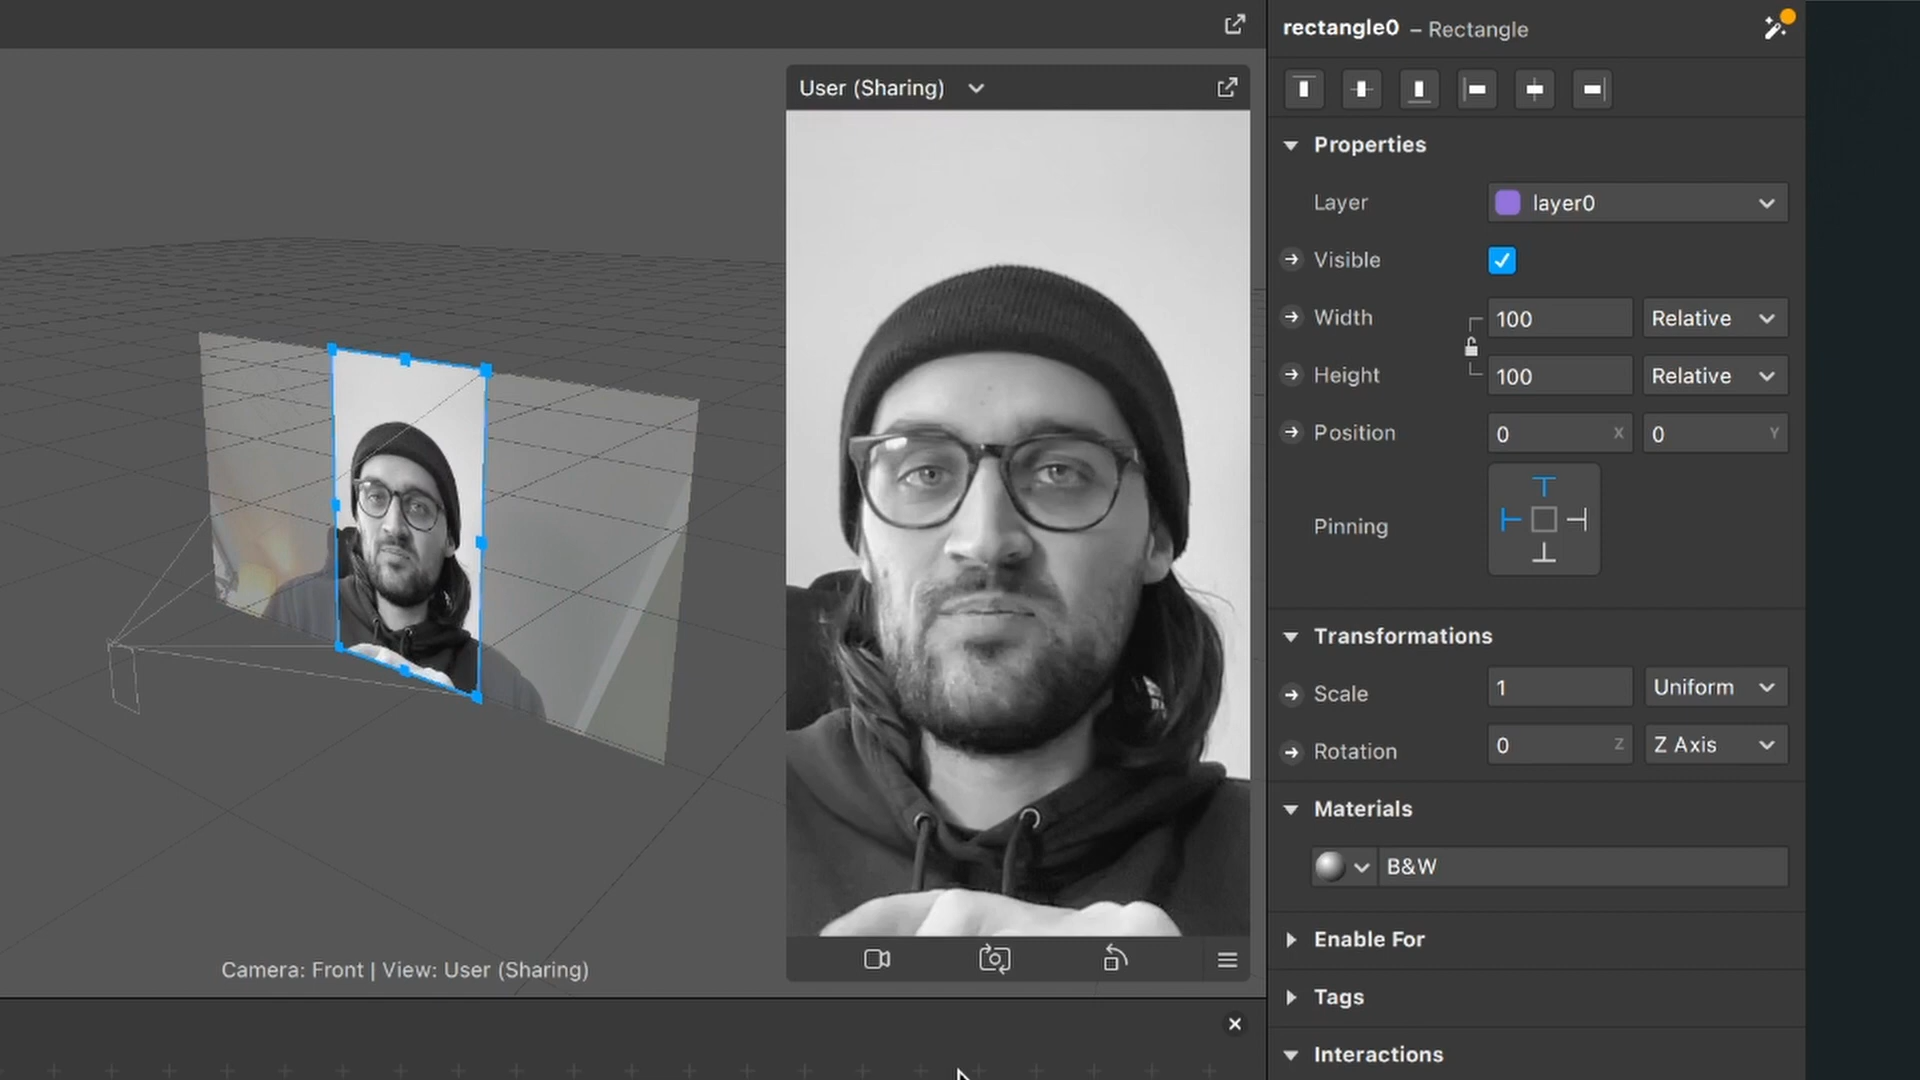 rectangle0 – Rectangle
User (Sharing)
Properties
Layer layer0
Visible
Width 100 Relative
Height 100 Relative
Position 0 X 0 Y
Pinning
Transformations
Scale 1 Uniform
Rotation 0 Z Z Axis
Materials
B&W
Enable For
Camera: Front | View: User (Sharing)
Tags
Interactions